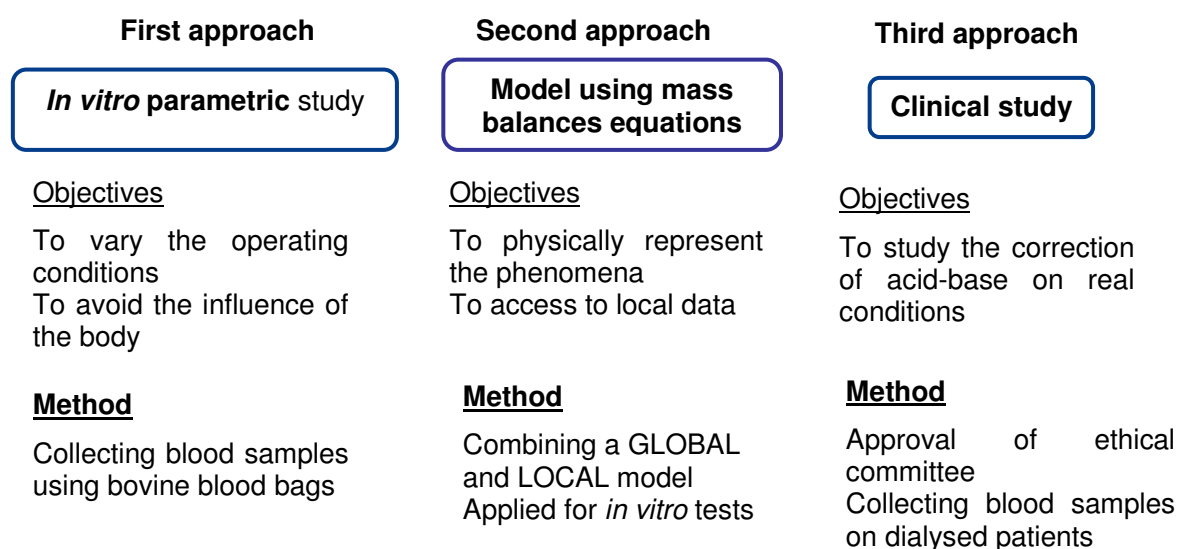 First approach
In vitro parametric study
Objectives
To vary the operating
conditions
To avoid the influence of
the body
Method
Collecting blood samples
using bovine blood bags
Second approach
Model using mass
balances equations
Objectives
To physically represent
the phenomena
To access to local data
Method
Combining a GLOBAL
and LOCAL model
Applied for in vitro tests
Third approach
Clinical study
Objectives
To study the correction
of acid-base on real
conditions
Method
Approval of ethical
committee
Collecting blood samples
on dialysed patients